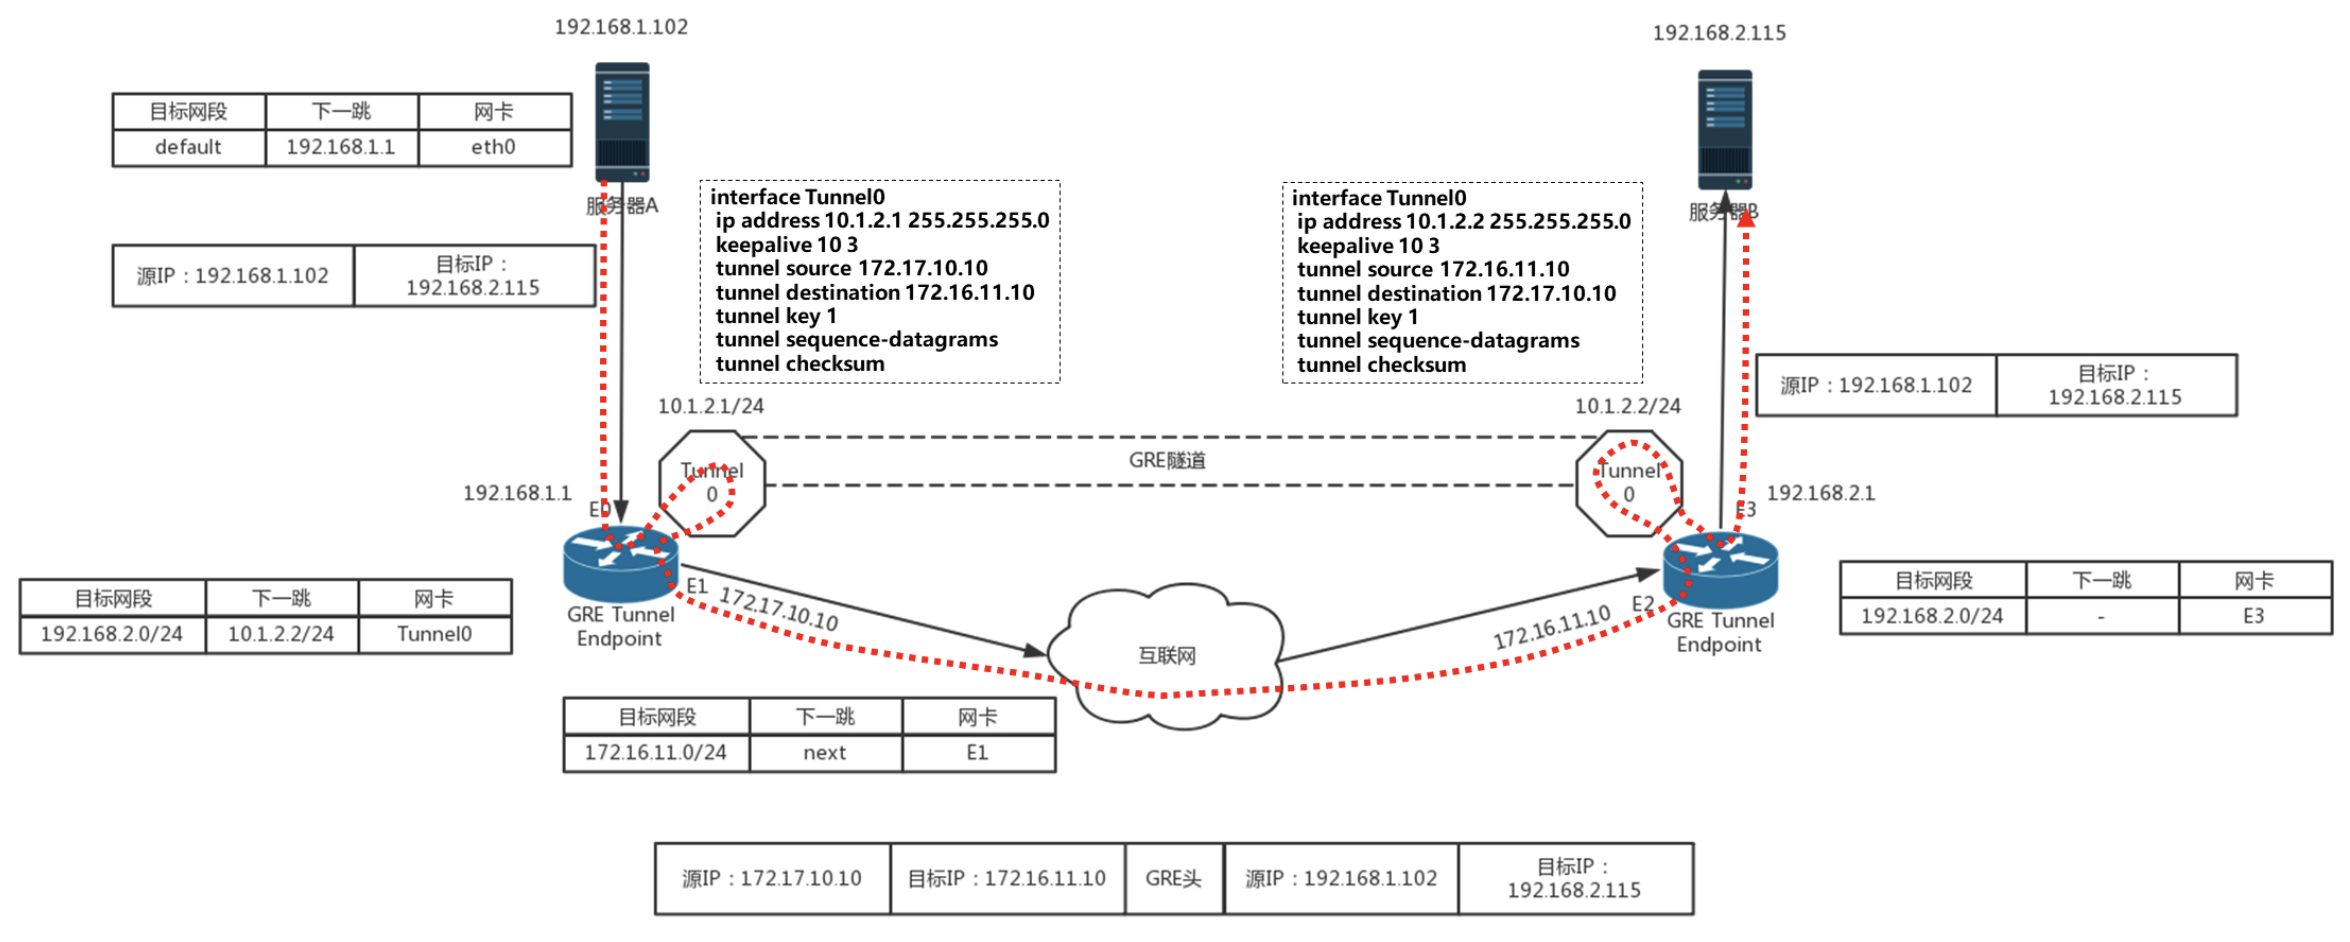 192.168.1.102
192.168.2.115
目标网段 下一跳 网卡
default 192.168.1.1 eth0
服务器A
服务器B
interface Tunnel0
ip address 10.1.2.1 255.255.255.0
keepalive 10 3
tunnel source 172.17.10.10
tunnel destination 172.16.11.10
tunnel key 1
tunnel sequence-datagrams
tunnel checksum
interface Tunnel0
ip address 10.1.2.2 255.255.255.0
keepalive 10 3
tunnel source 172.16.11.10
tunnel destination 172.17.10.10
tunnel key 1
tunnel sequence-datagrams
tunnel checksum
源IP：192.168.1.102
目标IP：
192.168.2.115
源IP：192.168.1.102
目标IP：
192.168.2.115
10.1.2.1/24
10.1.2.2/24
Tunnel
0
GRE隧道
Tunnel
0
192.168.1.1
E0
192.168.2.1
E3
目标网段 下一跳 网卡
192.168.2.0/24 10.1.2.2/24 Tunnel0
GRE Tunnel
Endpoint
E1
172.17.10.10
互联网
172.16.11.10
E2
GRE Tunnel
Endpoint
目标网段 下一跳 网卡
192.168.2.0/24 - E3
目标网段 下一跳 网卡
172.16.11.0/24 next E1
源IP：172.17.10.10
目标IP：172.16.11.10
GRE头
源IP：192.168.1.102
目标IP：
192.168.2.115